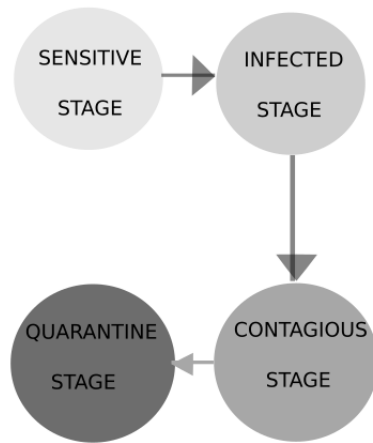 SENSITIVE
STAGE
INFECTED
STAGE
QUARANTINE
STAGE
CONTAGIOUS
STAGE